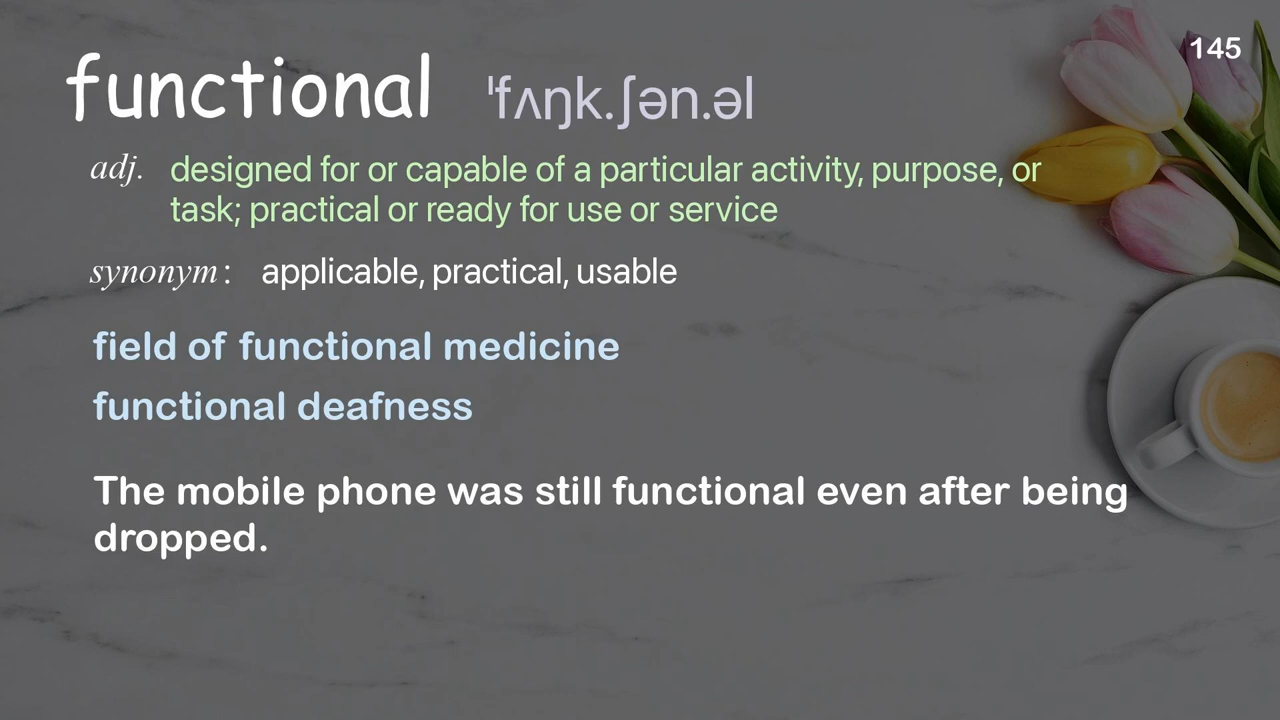 145
functional ˈfʌŋk.ʃən.əl
adj. designed for or capable of a particular activity, purpose, or
task; practical or ready for use or service
synonym: applicable, practical, usable
field of functional medicine
functional deafness
The mobile phone was still functional even after being
dropped.